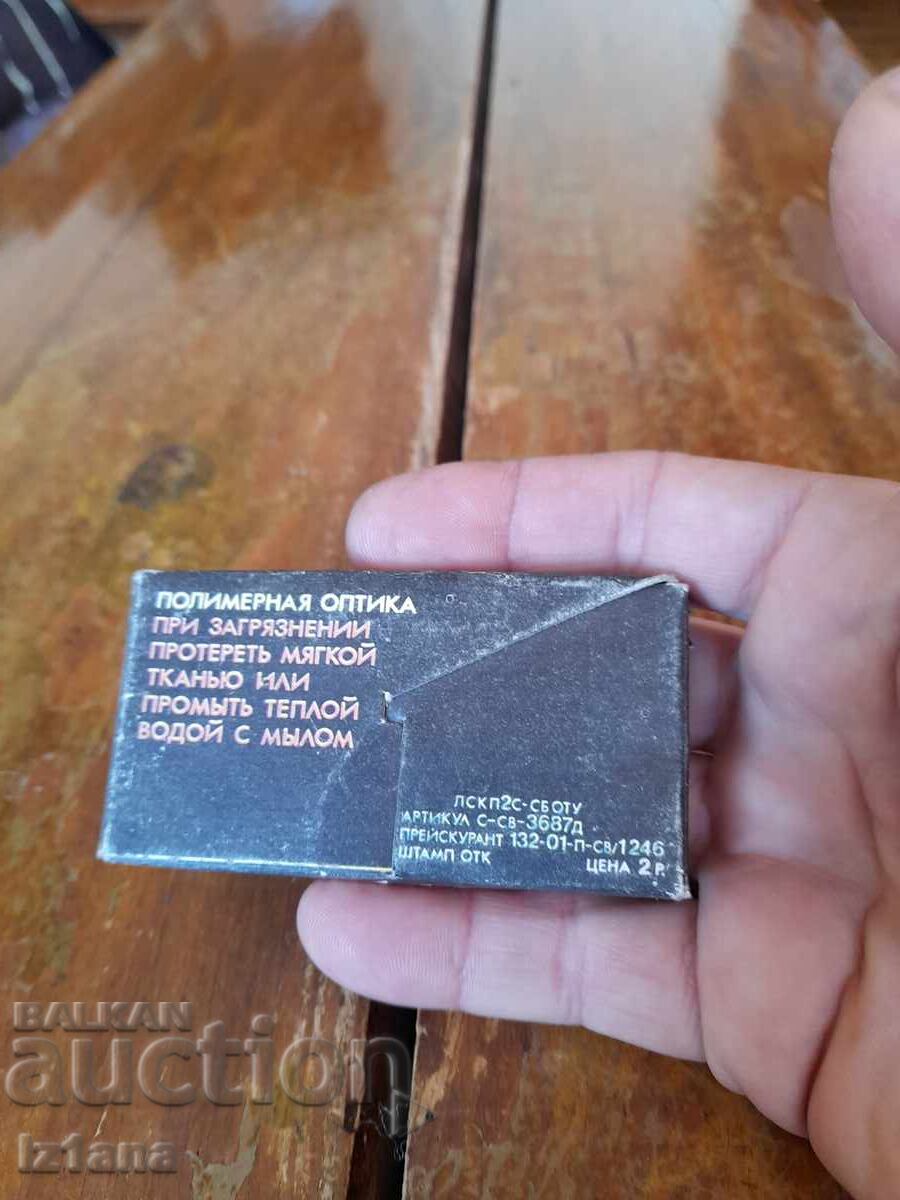 ПОЛИМЕРНАЯ ОПТИКА
ПРИ ЗАГРЯЗНЕНИИ
ПРОТЕРЕТЬ МЯГКОЙ
ТКАНЬЮ ИЛИ
ПРОМЫТЬ ТЕПЛОЙ
ВОДОЙ С МЫЛОМ
ЛСКП2С-СБОТУ
АРТИКУЛ С-СВ-3687Д
ПРЕЙСКУРАНТ 132-01-П-СВ/1246
ШТАМП ОТК ЦЕНА 2 Р.
BALKAN
auction
iz1ana